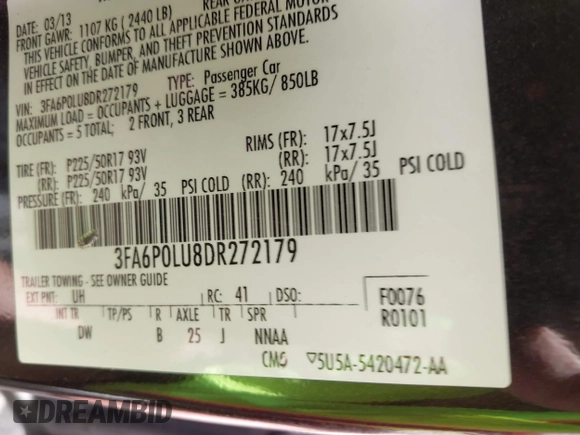 DATE: 03/13
FRONT GAWR: 1107 KG ( 2440 LB)
THIS VEHICLE CONFORMS TO ALL APPLICABLE FEDERAL MOTOR
VEHICLE SAFETY, BUMPER, AND THEFT PREVENTION STANDARDS
IN EFFECT ON THE DATE OF MANUFACTURE SHOWN ABOVE.
VIN: 3FA6P0LU8DR272179 TYPE: Passenger Car
MAXIMUM LOAD = OCCUPANTS + LUGGAGE = 385KG/ 850LB
OCCUPANTS = 5 TOTAL; 2 FRONT, 3 REAR
TIRE (FR): P225/50R17 93V RIMS (FR): 17x7.5J
(RR): P225/50R17 93V (RR): 17x7.5J
PRESSURE (FR): 240 kPa/ 35 PSI COLD (RR): 240 kPa/ 35 PSI COLD
3FA6P0LU8DR272179
TRAILER TOWING - SEE OWNER GUIDE
EXT PNT: UH RC: 41 DSO: F0076
INT TR TP/PS R AXLE TR SPR R0101
DW B 25 J NNAA
5U5A-5420472-AA
DREAMBID